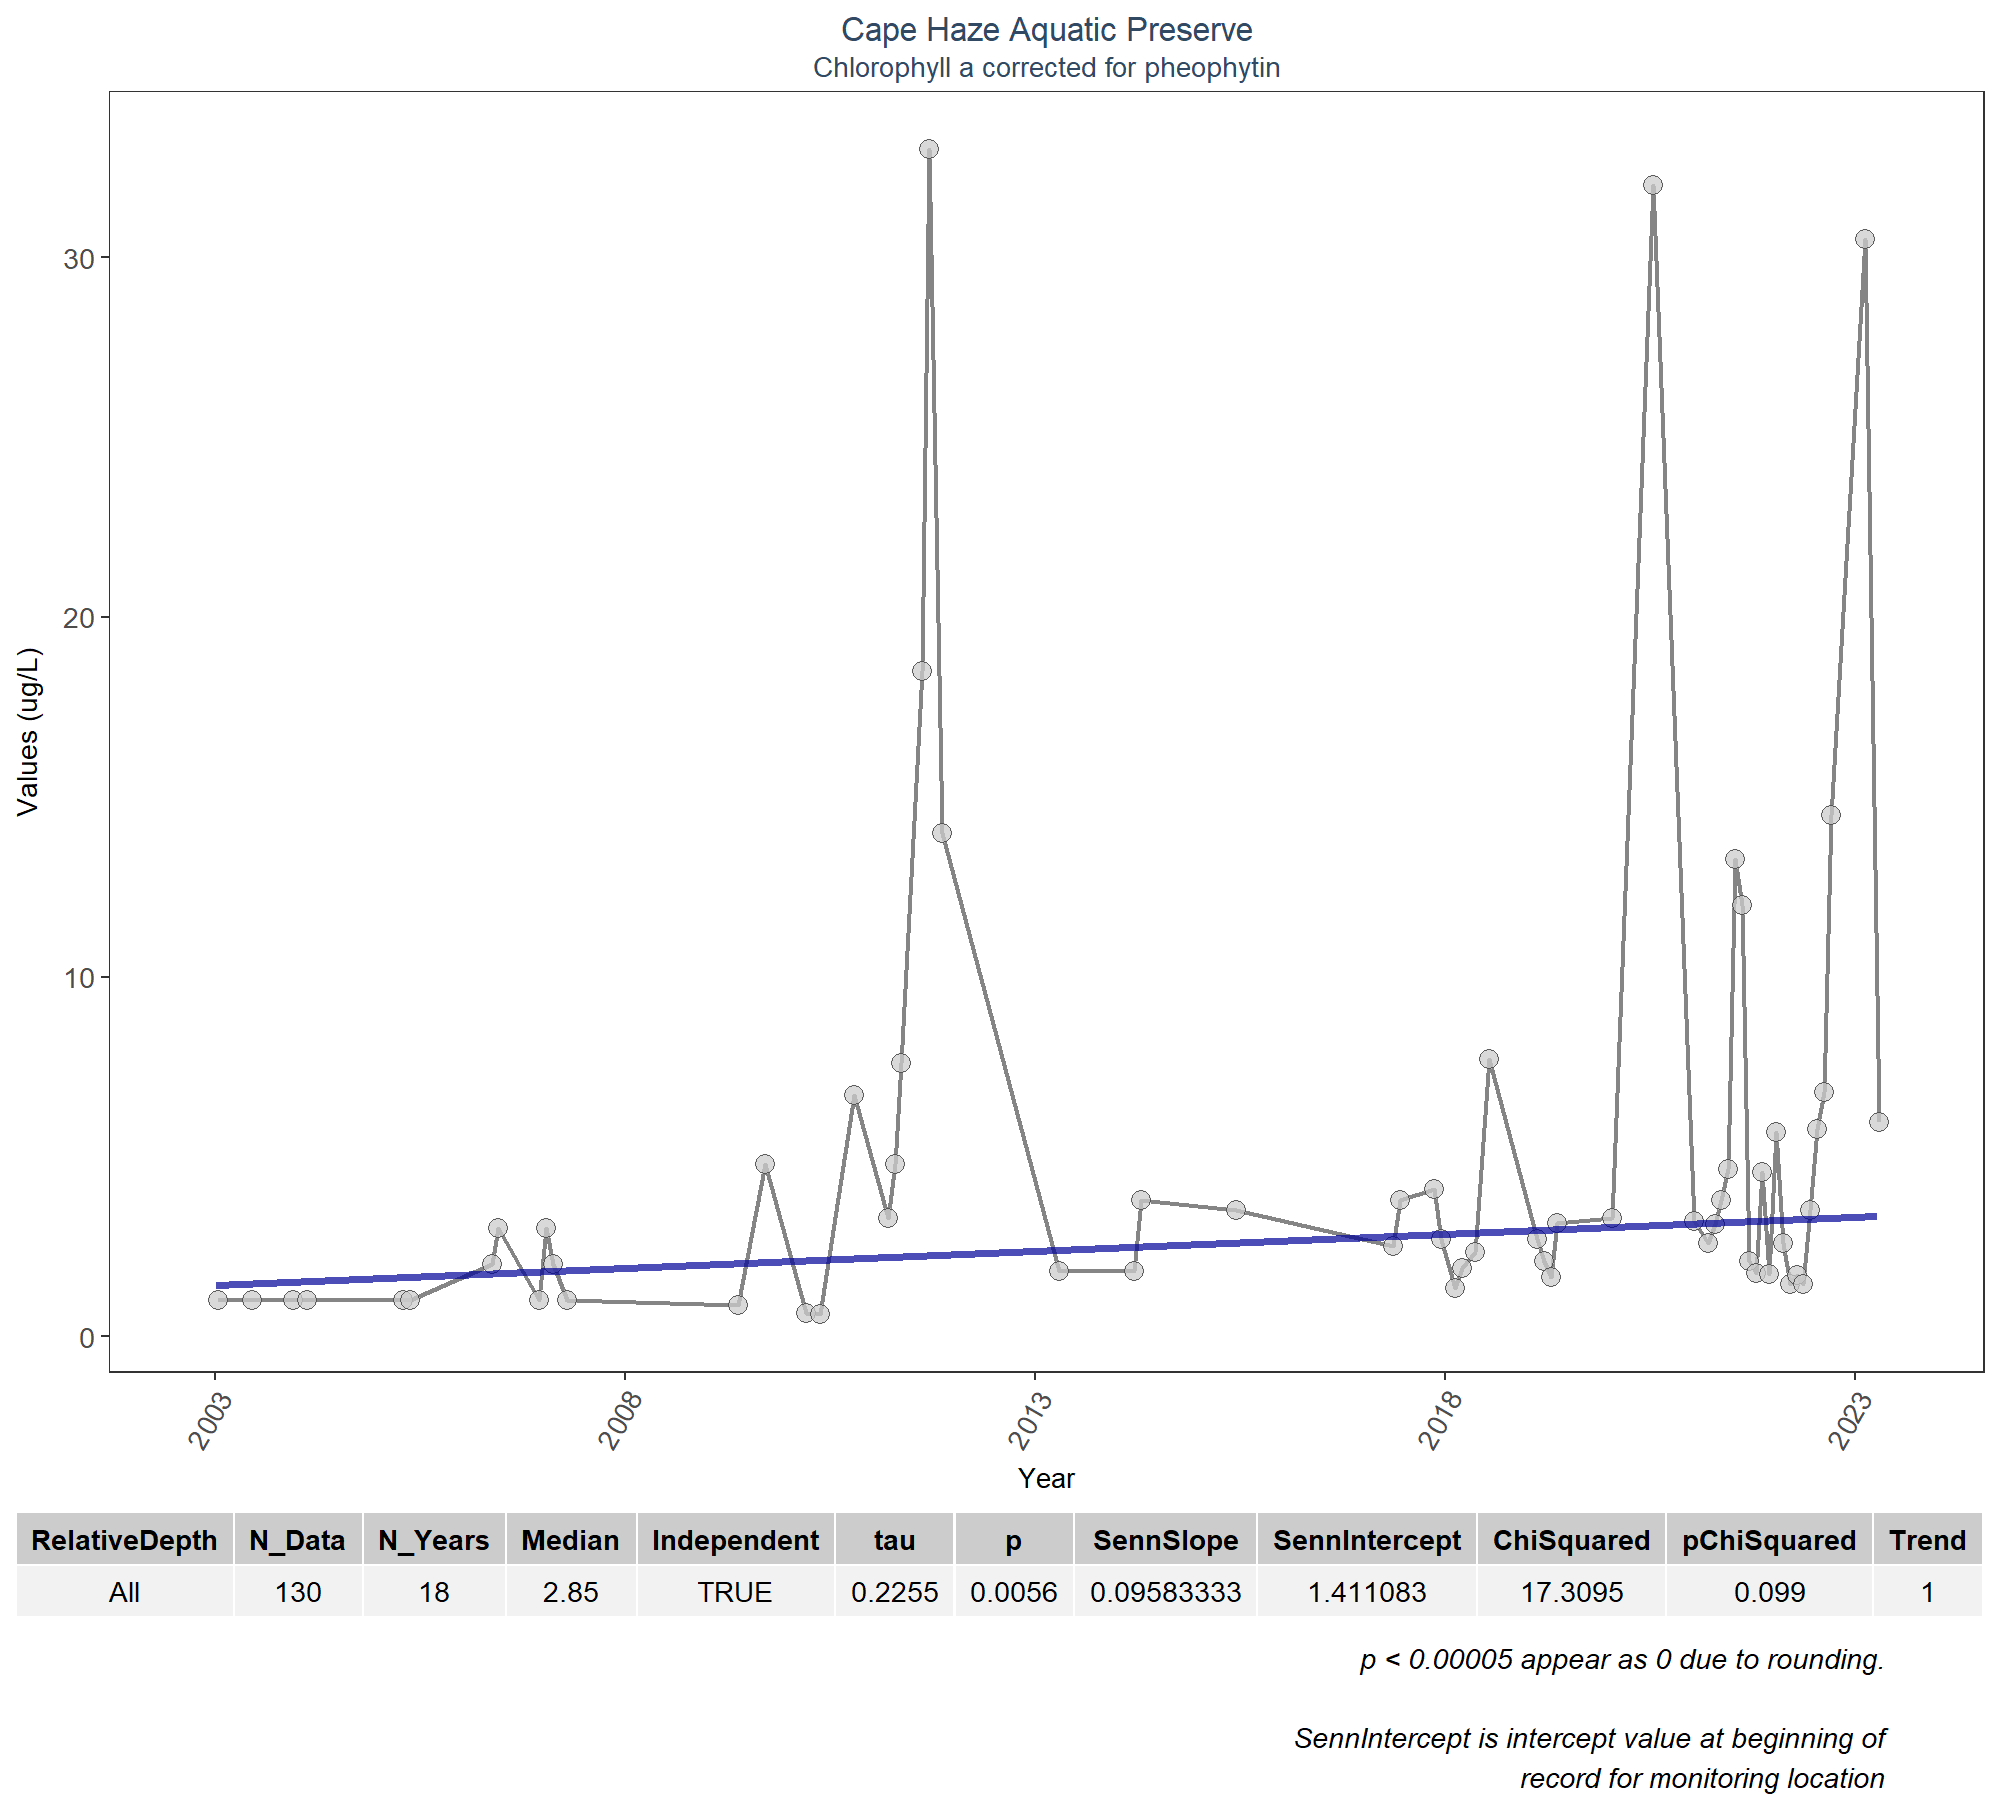 Cape Haze Aquatic Preserve
Chlorophyll a corrected for pheophytin
Values (ug/L)
30
20
10
0
2003 2008 2013 2018 2023
Year
RelativeDepth N_Data N_Years Median Independent tau p SennSlope SennIntercept ChiSquared pChiSquared Trend
All 130 18 2.85 TRUE 0.2255 0.0056 0.09583333 1.411083 17.3095 0.099 1
p < 0.00005 appear as 0 due to rounding.
SennIntercept is intercept value at beginning of
record for monitoring location